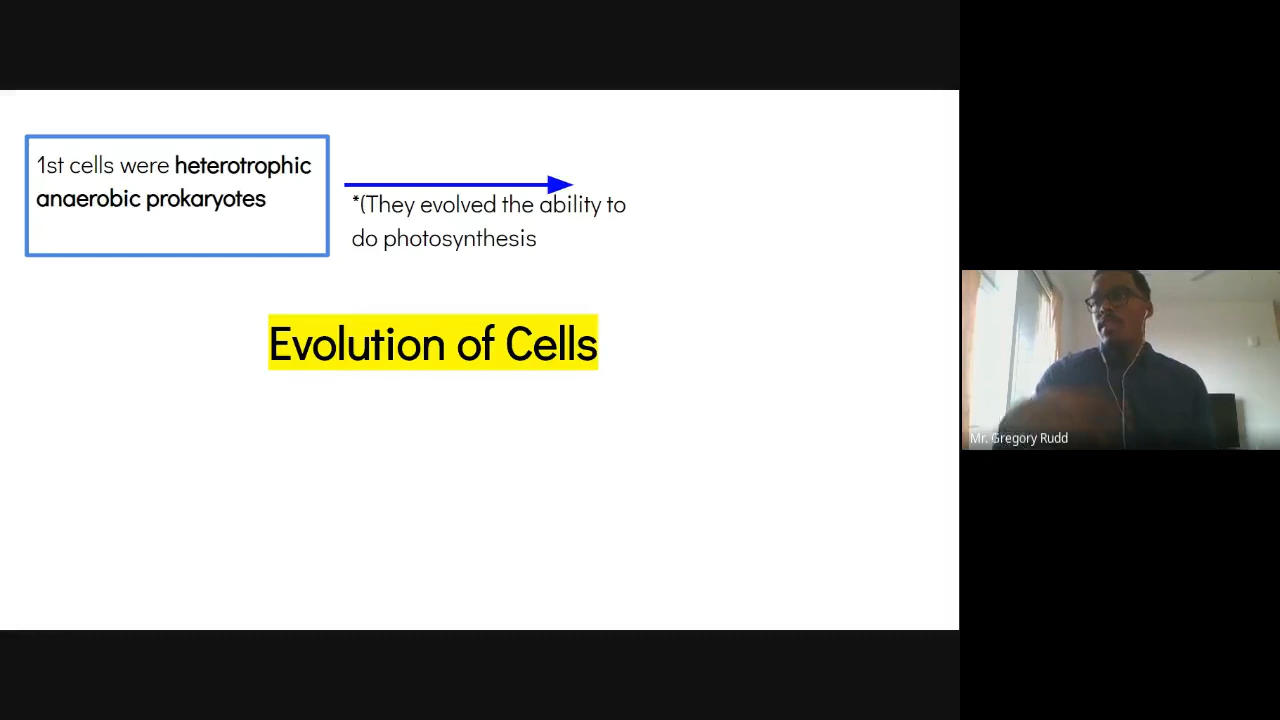 1st cells were heterotrophic
anaerobic prokaryotes
*(They evolved the ability to
do photosynthesis
Evolution of Cells
Mr. Gregory Rudd